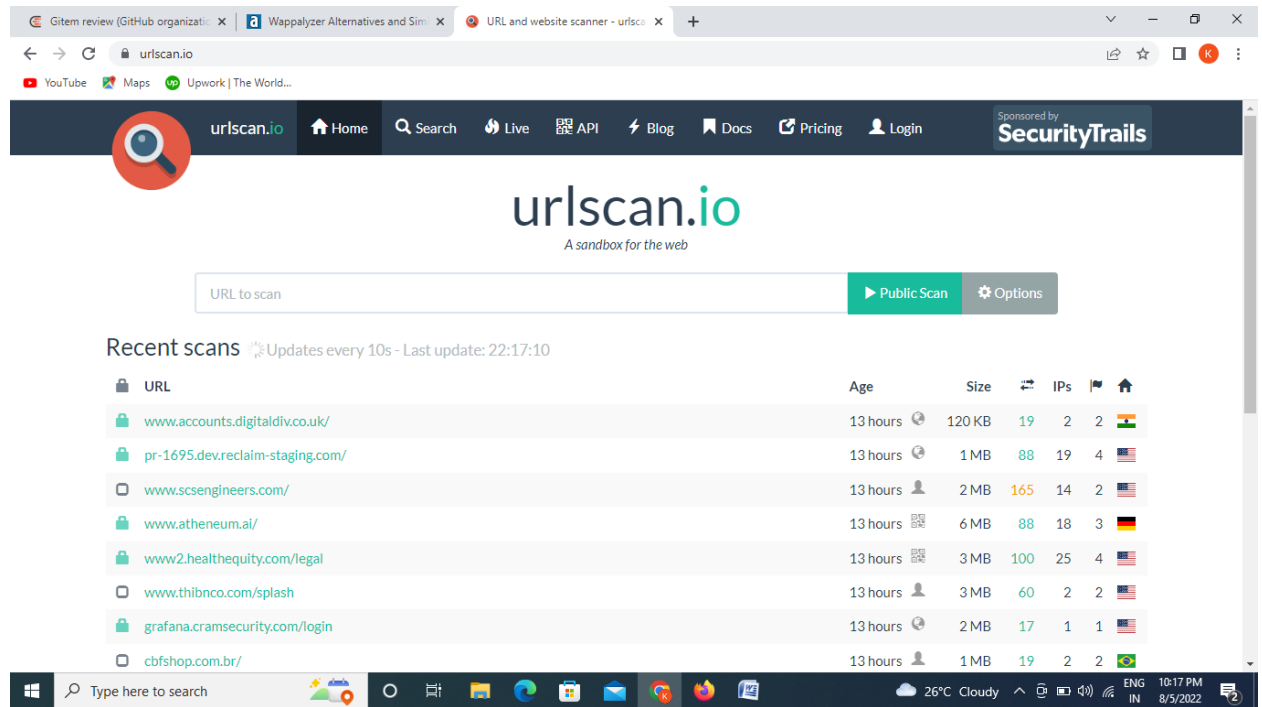 Gitem review (GitHub organizatio
Wappalyzer Alternatives and Sim
URL and website scanner - urlsca
urlscan.io
K
YouTube
Maps
Upwork | The World...
urlscan.io
Home
Search
Live
API
Blog
Docs
Pricing
Login
Sponsored by
SecurityTrails
urlscan.io
A sandbox for the web
URL to scan
Public Scan
Options
Recent scans Updates every 10s - Last update: 22:17:10
URL Age Size IPs
www.accounts.digitaldiv.co.uk/ 13 hours 120 KB 19 2 2
pr-1695.dev.reclaim-staging.com/ 13 hours 1 MB 88 19 4
www.scsengineers.com/ 13 hours 2 MB 165 14 2
www.atheneum.ai/ 13 hours 6 MB 88 18 3
www2.healthequity.com/legal 13 hours 3 MB 100 25 4
www.thibnco.com/splash 13 hours 3 MB 60 2 2
grafana.cramsecurity.com/login 13 hours 2 MB 17 1 1
cbfshop.com.br/ 13 hours 1 MB 19 2 2
Type here to search
26°C Cloudy
ENG
IN
10:17 PM
8/5/2022
2